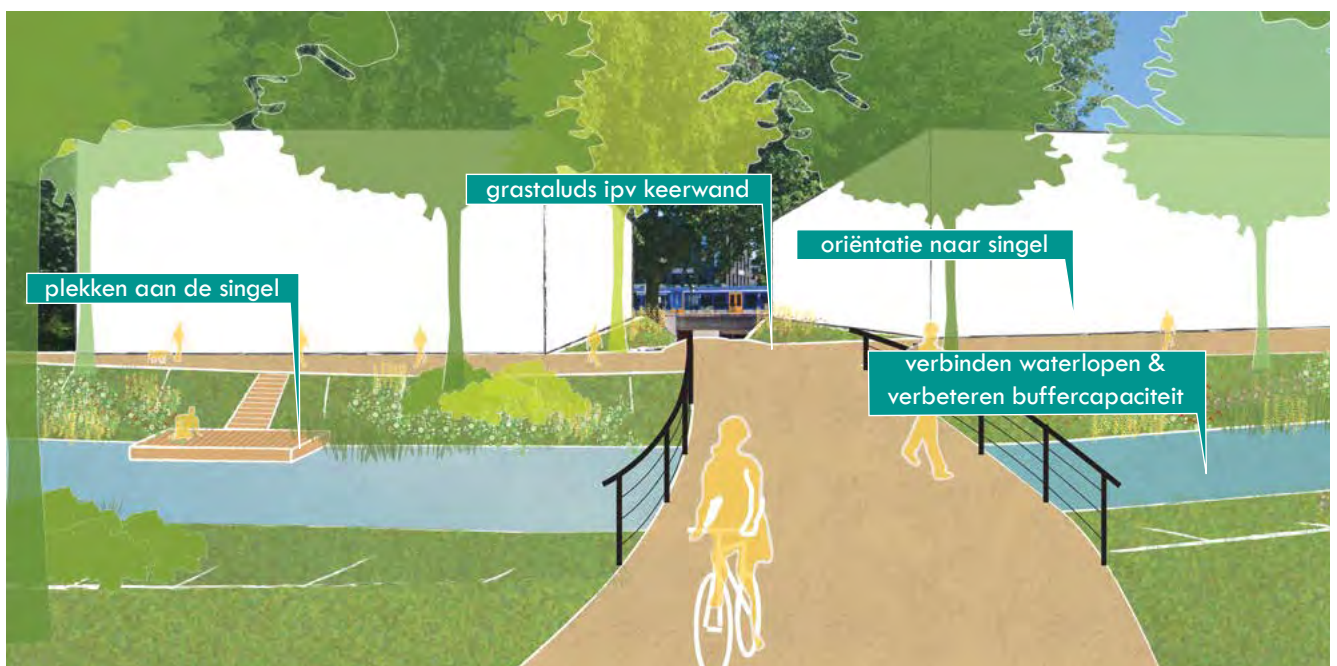 grastaluds ipv keerwand
oriëntatie naar singel
plekken aan de singel
verbinden waterlopen &
verbeteren buffercapaciteit